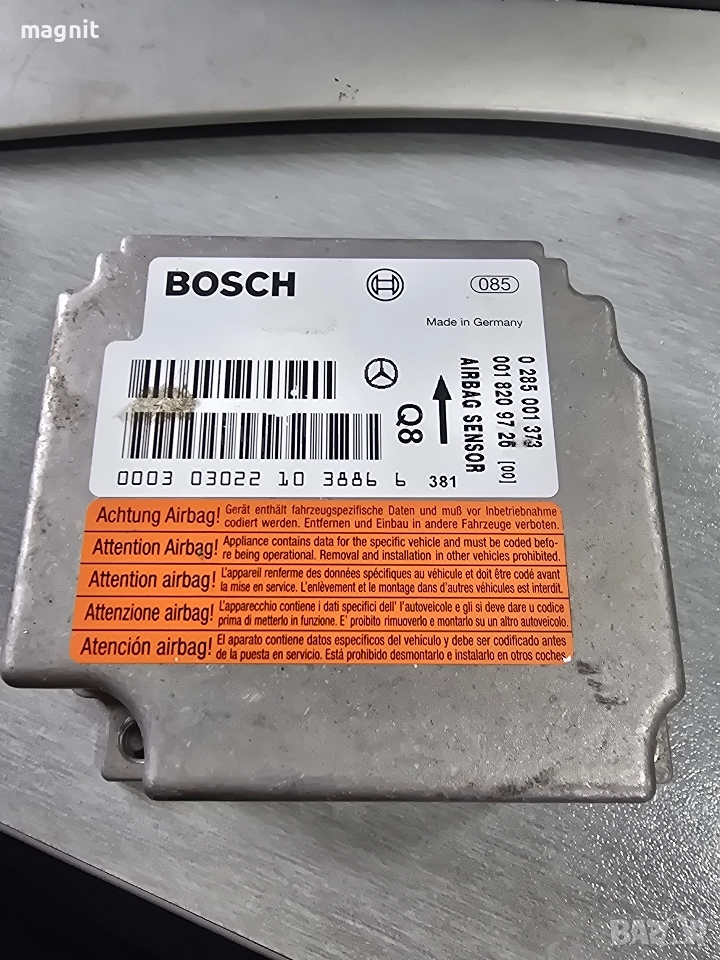 magnit
BOSCH
085
Made in Germany
0 285 001 373
001 820 97 26 [00]
AIRBAG SENSOR
Q8
0003 03022 10 3886 6
381
Achtung Airbag! Gerät enthält fahrzeugspezifische Daten und muß vor Inbetriebnahme
codiert werden. Entfernen und Einbau in andere Fahrzeuge verboten.
Attention Airbag! Appliance contains data for the specific vehicle and must be coded befo-
re being operational. Removal and installation in other vehicles prohibited.
Attention airbag! L'appareil renferme des données spécifiques au véhicule et doit être codé avant
la mise en service. L'enlèvement et le montage dans d'autres véhicules est interdit.
Attenzione airbag! L'apparecchio contiene i dati specifici dell' l'autoveicolo e gli si deve dare u codice
prima di metterlo in funzione. E' proibito rimuoverlo e montarlo su un altro autoveicolo.
Atención airbag! El aparato contiene datos específicos del vehículo y debe ser codificado antes
de la puesta en servicio. Está prohibido desmontarlo e instalarlo en otros coches.
BAZAR